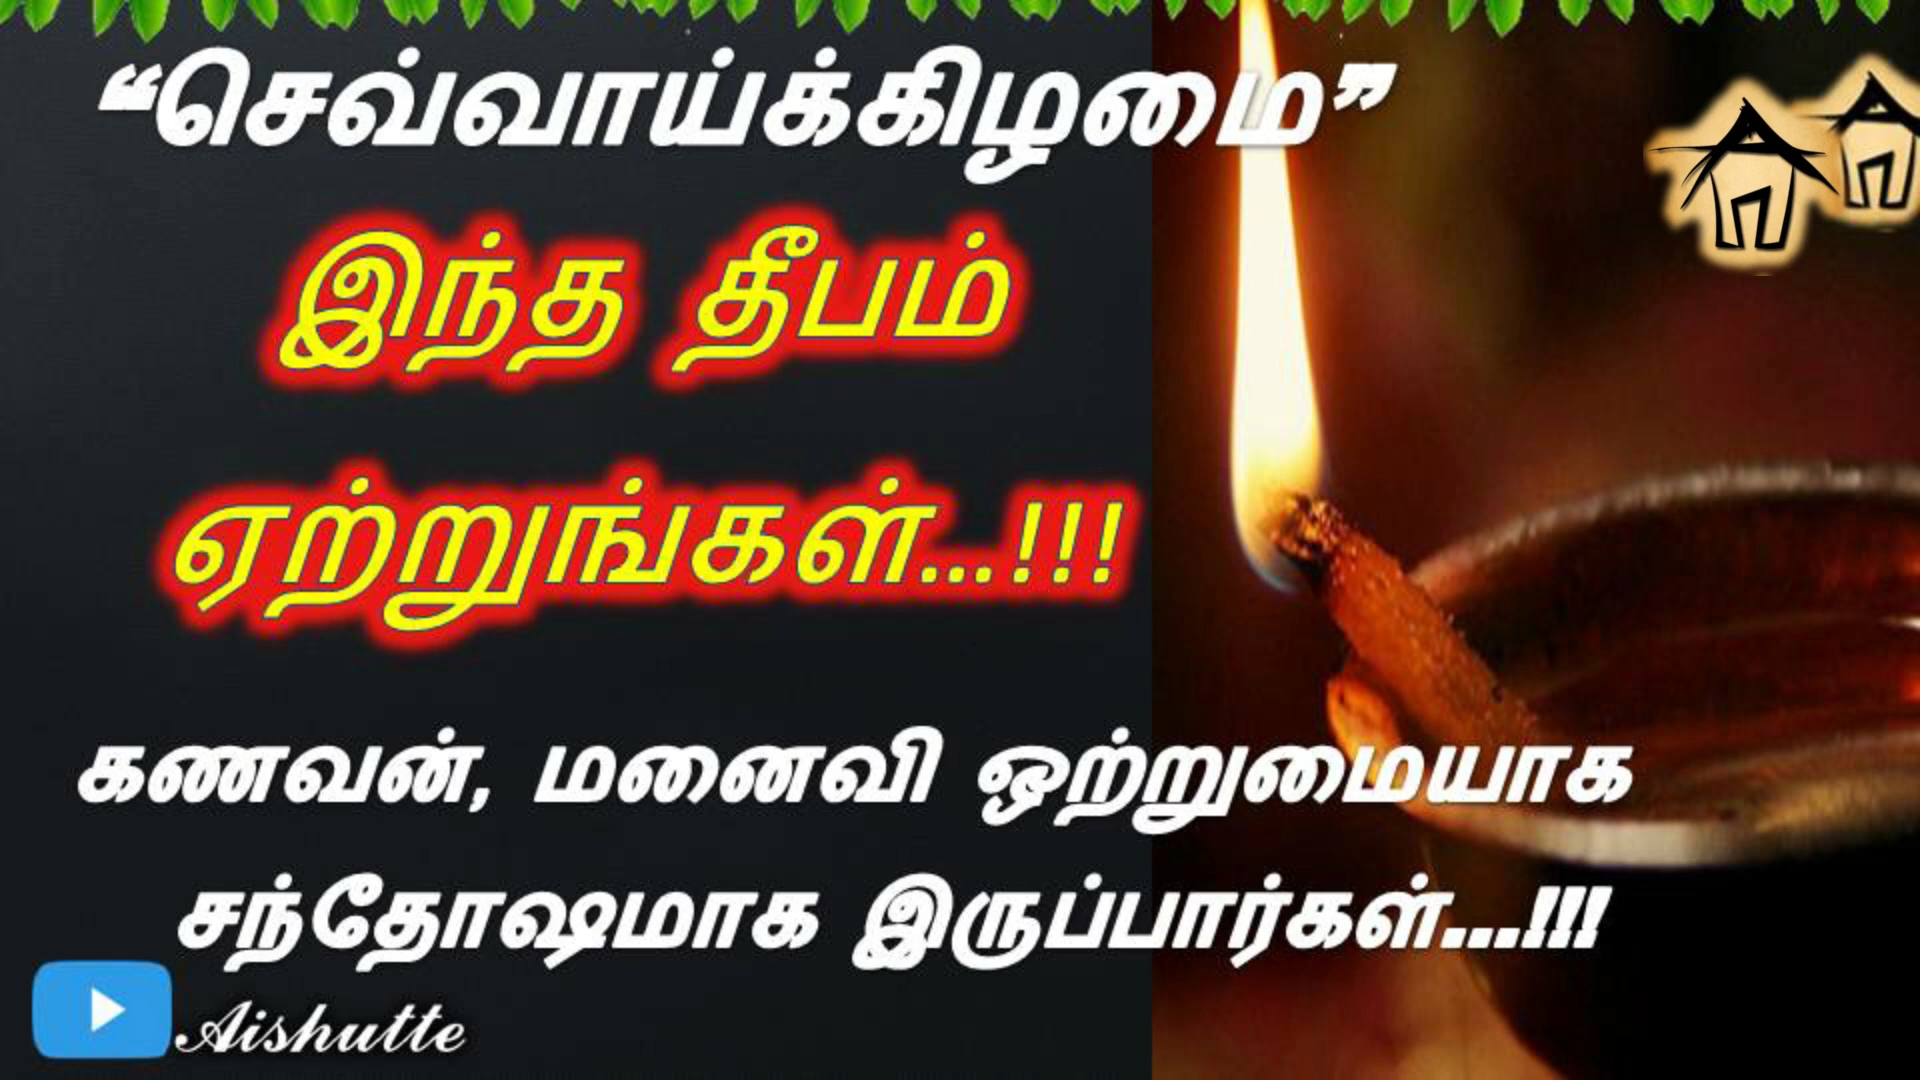 “செவ்வாய்க்கிழமை”
இந்த தீபம்
ஏற்றுங்கள்...!!!
கணவன், மனைவி ஒற்றுமையாக
சந்தோஷமாக இருப்பார்கள்...!!!
Aishutte